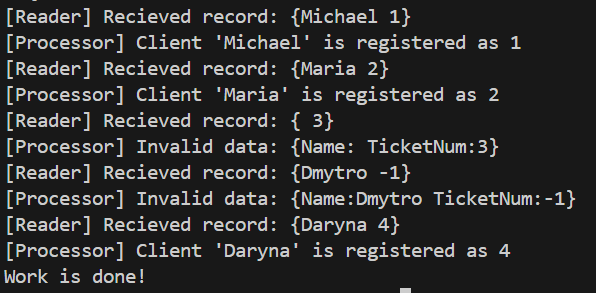 [Reader] Recieved record: {Michael 1}
[Processor] Client 'Michael' is registered as 1
[Reader] Recieved record: {Maria 2}
[Processor] Client 'Maria' is registered as 2
[Reader] Recieved record: { 3}
[Processor] Invalid data: {Name: TicketNum:3}
[Reader] Recieved record: {Dmytro -1}
[Processor] Invalid data: {Name:Dmytro TicketNum:-1}
[Reader] Recieved record: {Daryna 4}
[Processor] Client 'Daryna' is registered as 4
Work is done!